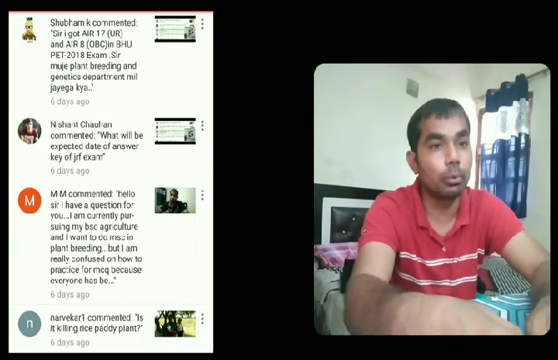 Shubham k commented:
"Sir i got AIR 17 (UR)
and AIR 8 (OBC)in BHU
PET-2018 Exam .Sir
muje plant breeding and
genetics department mil
jayega kya.."
6 days ago
Nishant Chauhan
commented: "What will be
expected date of answer
key of jrf exam"
6 days ago
M
M M commented: "hello
sir I have a question for
you...I am currently pur-
suing my bsc agriculture
and I want to do msc in
plant breeding.. but I am
really confused on how to
practice for mcq because
everyone has be..."
6 days ago
n
narvekar1 commented: "Is
it killing rice paddy plant?"
6 days ago